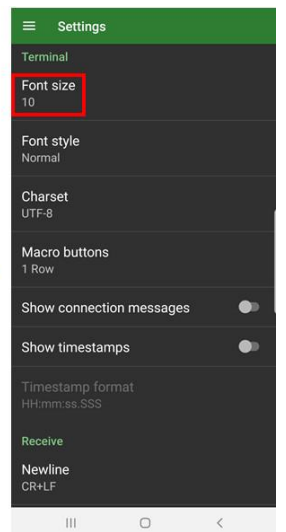 Settings
Terminal
Font size
10
Font style
Normal
Charset
UTF-8
Macro buttons
1 Row
Show connection messages
Show timestamps
Timestamp format
HH:mm:ss.SSS
Receive
Newline
CR+LF